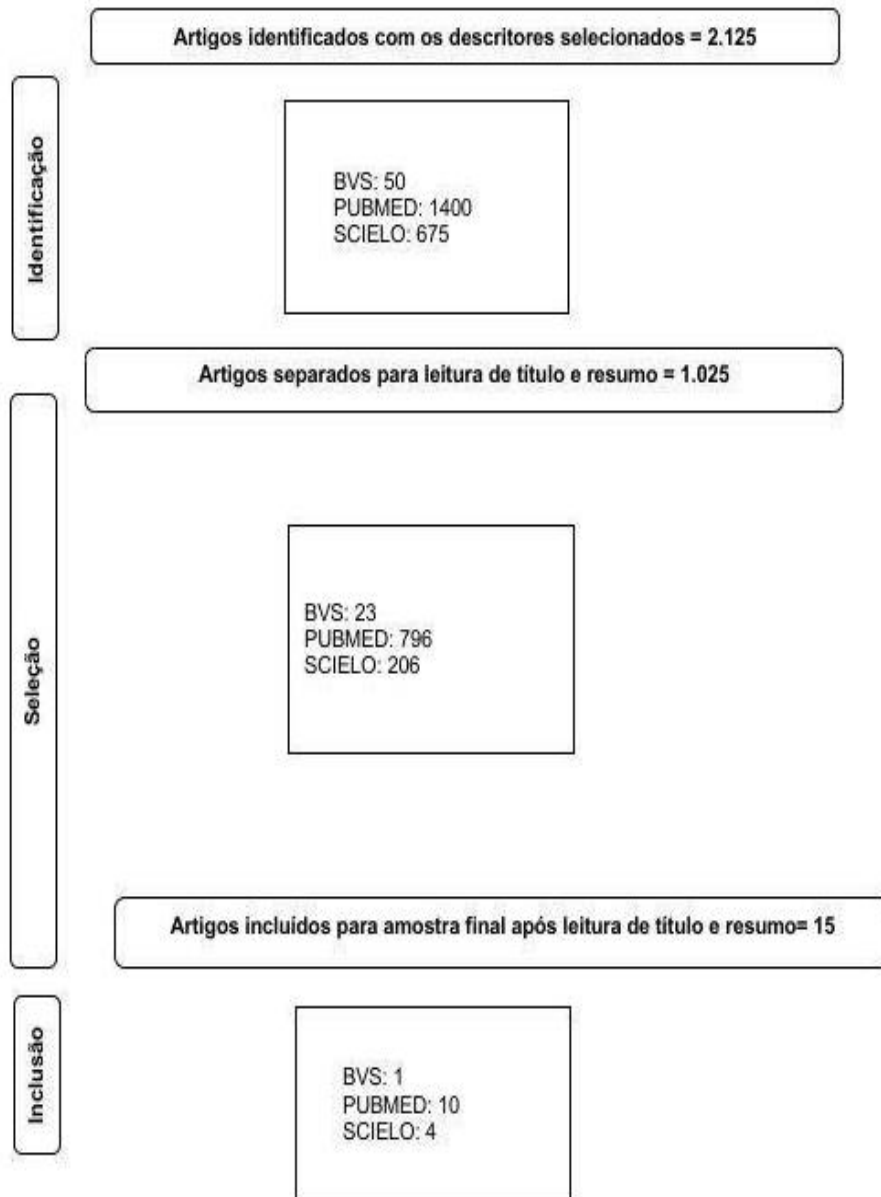 Artigos identificados com os descritores selecionados = 2.125
Identificação
BVS: 50
PUBMED: 1400
SCIELO: 675
Artigos separados para leitura de título e resumo = 1.025
Seleção
BVS: 23
PUBMED: 796
SCIELO: 206
Artigos incluídos para amostra final após leitura de título e resumo= 15
Inclusão
BVS: 1
PUBMED: 10
SCIELO: 4